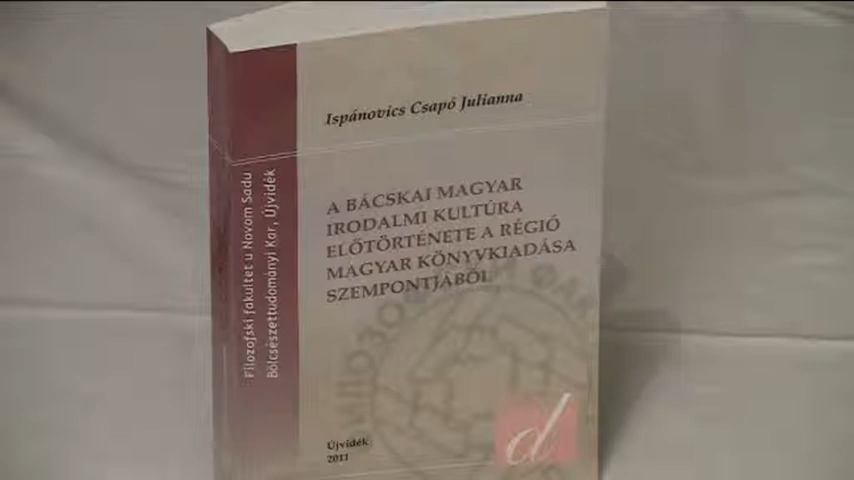 Ispánovics Csapó Julianna
A BÁCSKAI MAGYAR
IRODALMI KULTÚRA
ELŐTÖRTÉNETE A RÉGIÓ
MAGYAR KÖNYVKIADÁSA
SZEMPONTJÁBÓL
Filozofski fakultet u Novom Sadu
Bölcsészettudományi Kar, Újvidék
Újvidék
2011
d